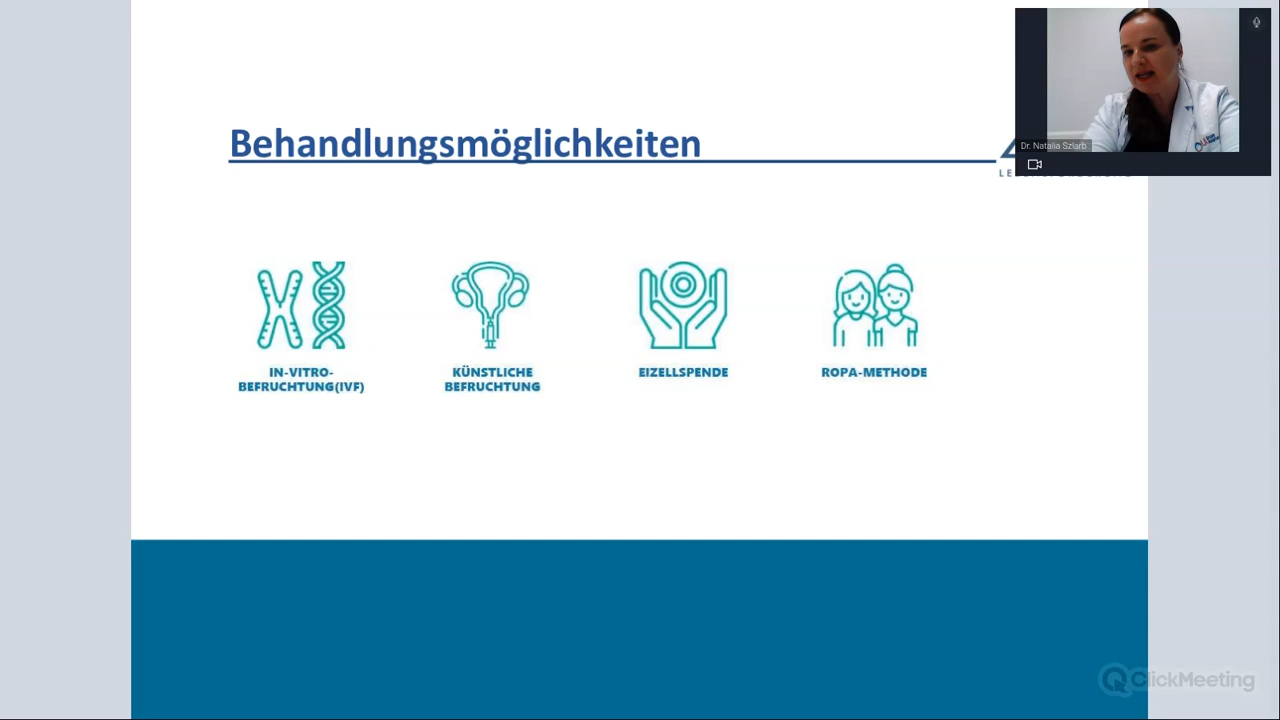 Behandlungsmöglichkeiten
Dr. Natalia Szlarb
IN-VITRO-
BEFRUCHTUNG(IVF)
KÜNSTLICHE
BEFRUCHTUNG
EIZELLSPENDE
ROPA-METHODE
ClickMeeting